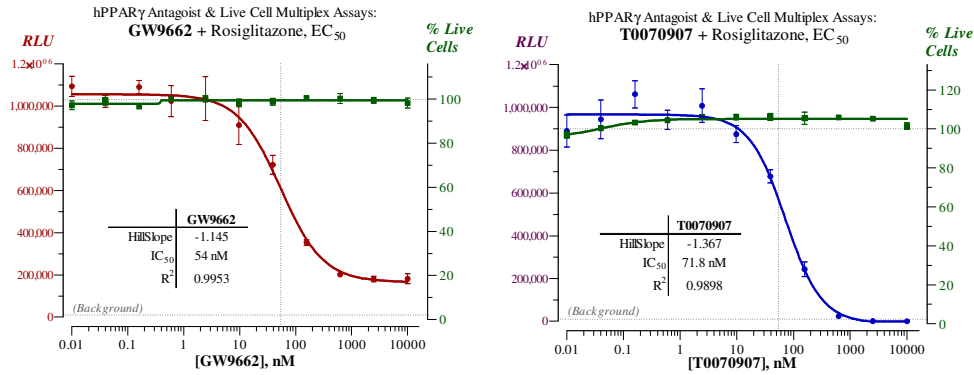 hPPARγ Antagoist & Live Cell Multiplex Assays:
GW9662 + Rosiglitazone, EC50
RLU
% Live
Cells
1.2×10^06
1,000,000
800,000
600,000
400,000
200,000
0
100
80
60
40
20
0
GW9662
HillSlope -1.145
IC50 54 nM
R2 0.9953
(Background)
0.01 0.1 1 10 100 1000 10000
[GW9662], nM
hPPARγ Antagoist & Live Cell Multiplex Assays:
T0070907 + Rosiglitazone, EC50
RLU
% Live
Cells
1.2×10^06
1,000,000
800,000
600,000
400,000
200,000
0
120
100
80
60
40
20
0
T0070907
HillSlope -1.367
IC50 71.8 nM
R2 0.9898
(Background)
0.01 0.1 1 10 100 1000 10000
[T0070907], nM